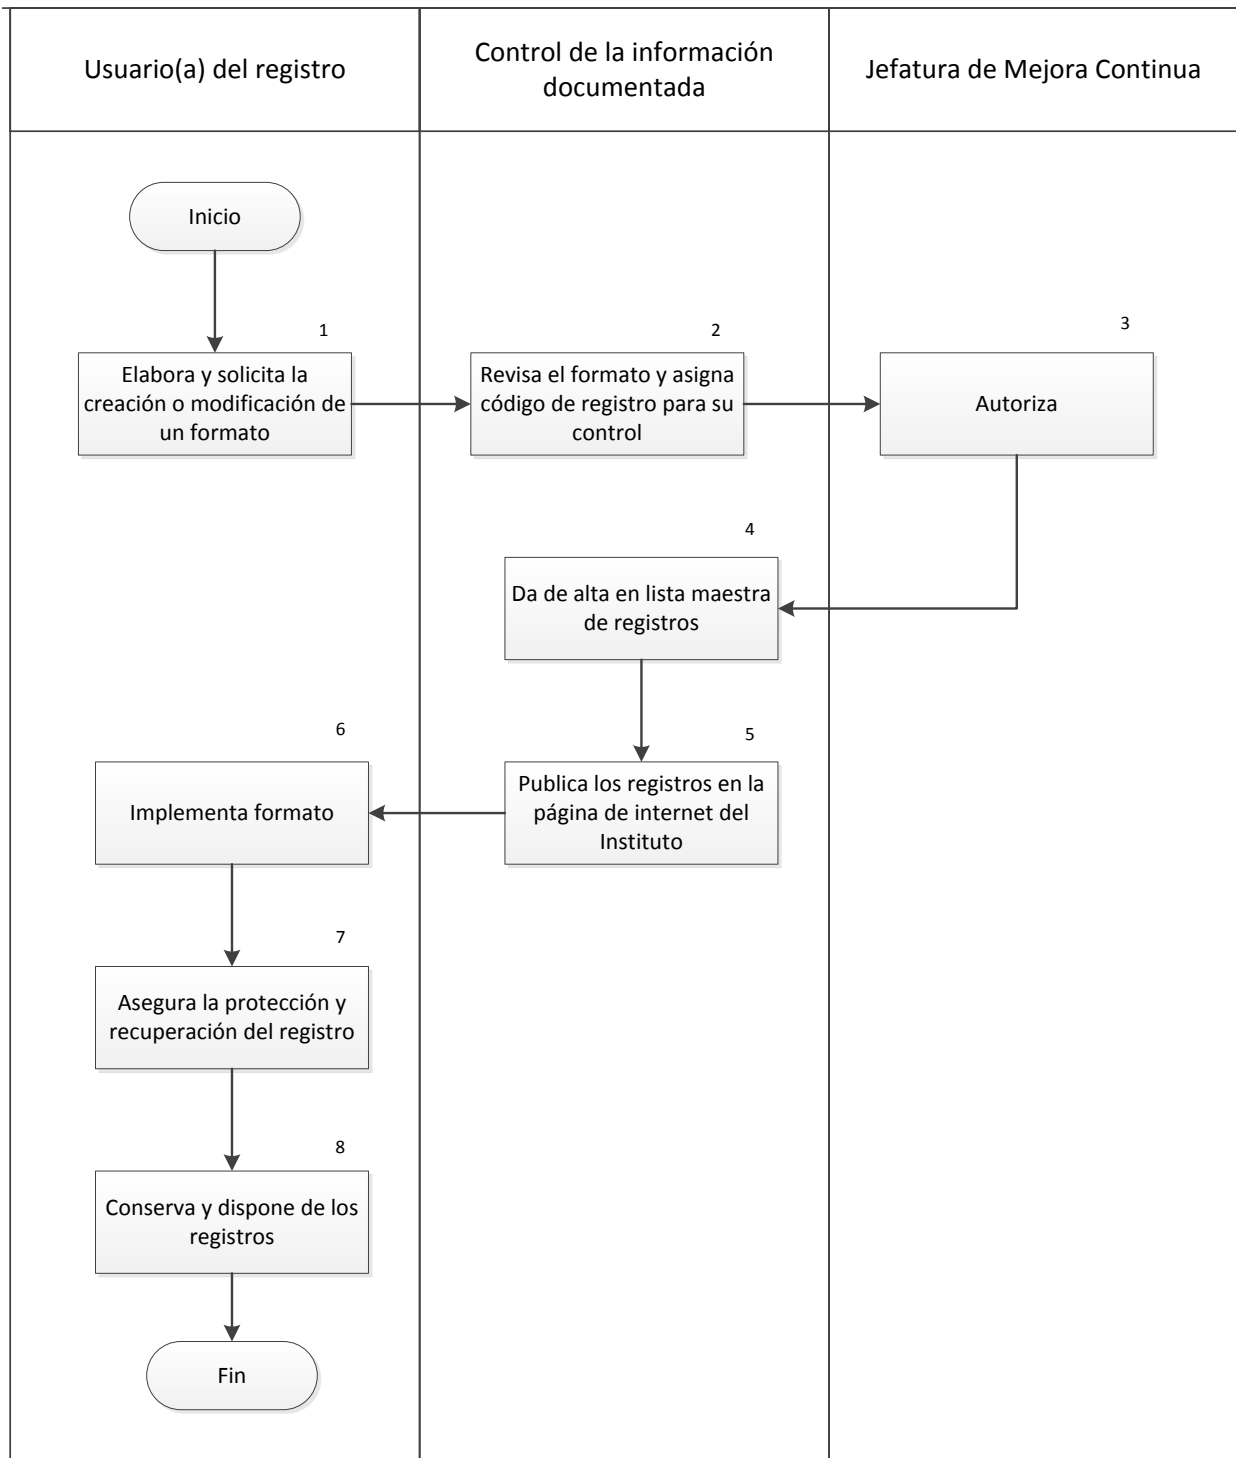 Usuario(a) del registro
Control de la información
documentada
Jefatura de Mejora Continua
Inicio
1
Elabora y solicita la
creación o modificación de
un formato
2
Revisa el formato y asigna
código de registro para su
control
3
Autoriza
4
Da de alta en lista maestra
de registros
5
Publica los registros en la
página de internet del
Instituto
6
Implementa formato
7
Asegura la protección y
recuperación del registro
8
Conserva y dispone de los
registros
Fin